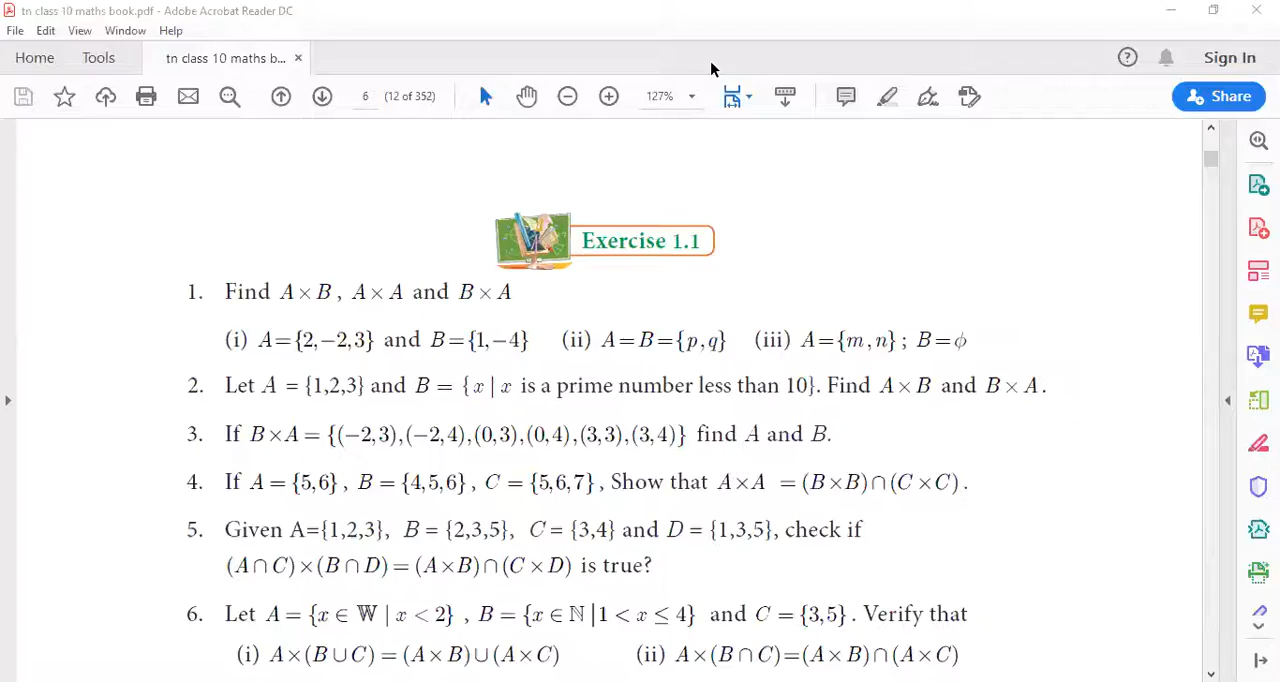 tn class 10 maths book.pdf - Adobe Acrobat Reader DC
File Edit View Window Help
Home Tools tn class 10 maths b... × Sign In
6 (12 of 352) 127% Share
Exercise 1.1
1. Find A×B, A×A and B×A
(i) A={2,−2,3} and B={1,−4} (ii) A=B={p,q} (iii) A={m,n}; B=ϕ
2. Let A = {1,2,3} and B = {x | x is a prime number less than 10}. Find A×B and B×A.
3. If B×A = {(−2,3),(−2,4),(0,3),(0,4),(3,3),(3,4)} find A and B.
4. If A={5,6}, B={4,5,6}, C={5,6,7}, Show that A×A = (B×B)∩(C×C).
5. Given A={1,2,3}, B={2,3,5}, C={3,4} and D={1,3,5}, check if
(A∩C)×(B∩D)=(A×B)∩(C×D) is true?
6. Let A={x∈𝕎 | x<2}, B={x∈ℕ | 1<x≤4} and C={3,5}. Verify that
(i) A×(B∪C)=(A×B)∪(A×C) (ii) A×(B∩C)=(A×B)∩(A×C)